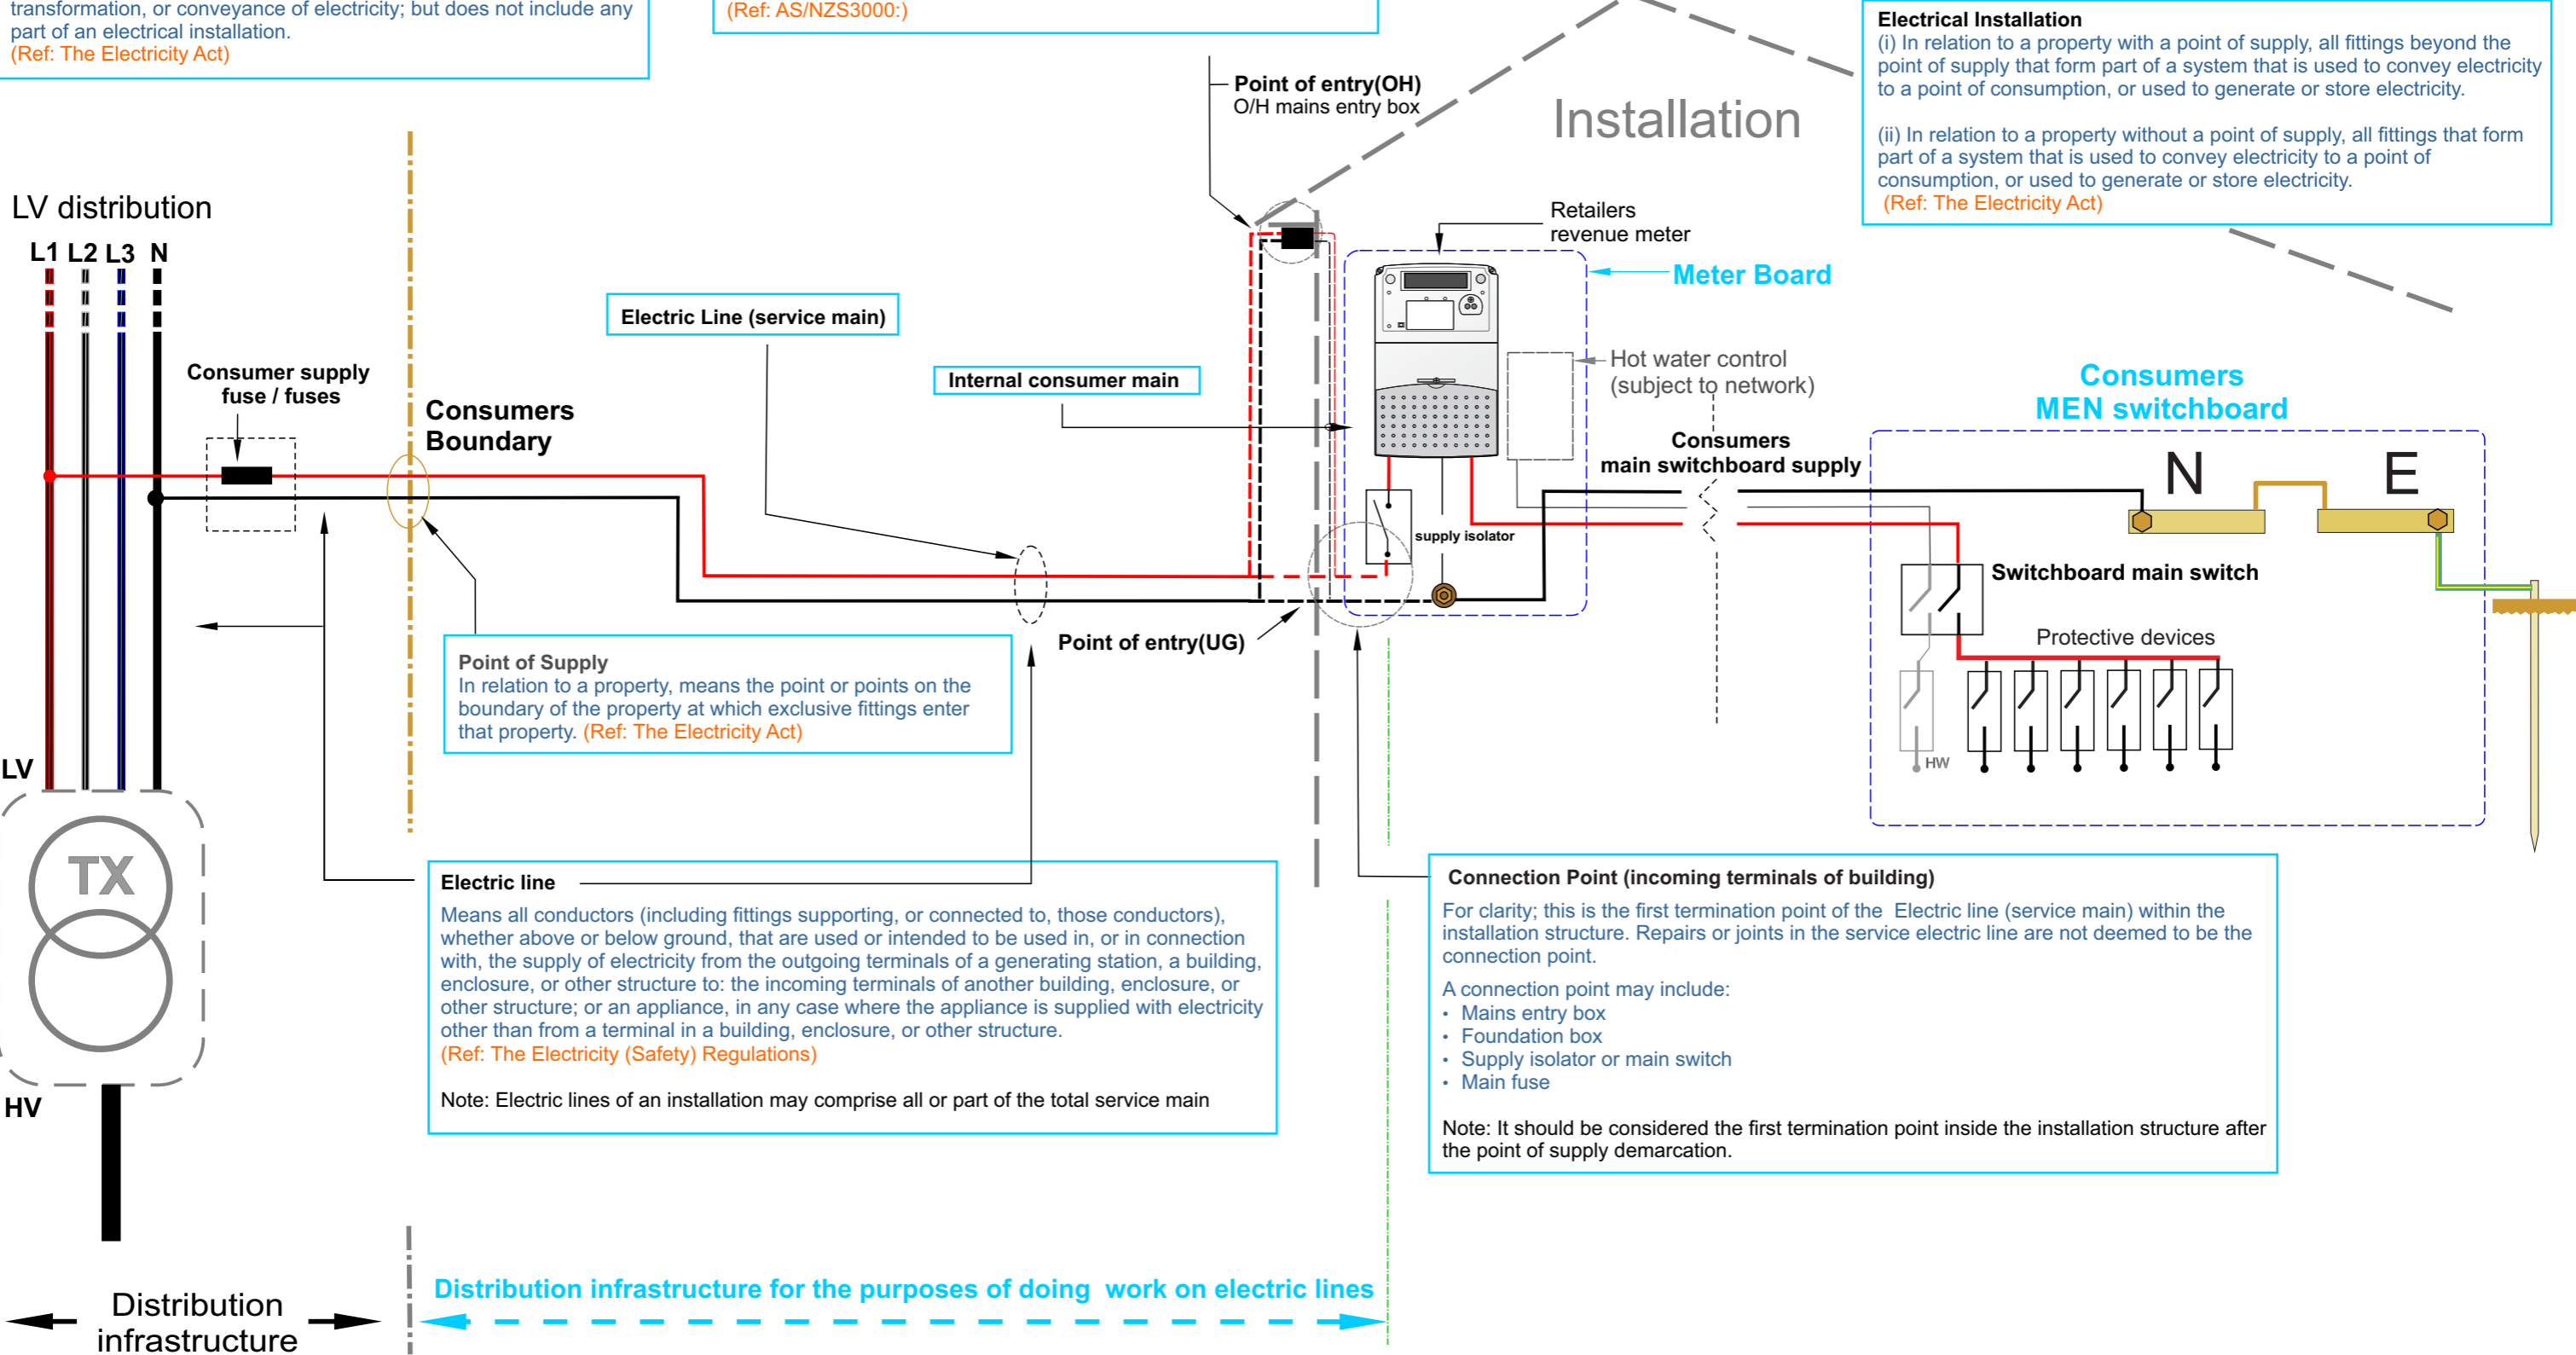 transformation, or conveyance of electricity; but does not include any
part of an electrical installation.
(Ref: The Electricity Act)
(Ref: AS/NZS3000:)
Electrical Installation
(i) In relation to a property with a point of supply, all fittings beyond the
point of supply that form part of a system that is used to convey electricity
to a point of consumption, or used to generate or store electricity.
(ii) In relation to a property without a point of supply, all fittings that form
part of a system that is used to convey electricity to a point of
consumption, or used to generate or store electricity.
(Ref: The Electricity Act)
Point of entry(OH)
O/H mains entry box
Installation
LV distribution
L1 L2 L3 N
Retailers
revenue meter
Meter Board
Electric Line (service main)
Consumer supply
fuse / fuses
Internal consumer main
Hot water control
(subject to network)
Consumers
Boundary
Consumers
MEN switchboard
Consumers
main switchboard supply
N
E
supply isolator
Switchboard main switch
Protective devices
HW
Point of entry(UG)
Point of Supply
In relation to a property, means the point or points on the
boundary of the property at which exclusive fittings enter
that property. (Ref: The Electricity Act)
LV
TX
HV
Electric line
Means all conductors (including fittings supporting, or connected to, those conductors),
whether above or below ground, that are used or intended to be used in, or in connection
with, the supply of electricity from the outgoing terminals of a generating station, a building,
enclosure, or other structure to: the incoming terminals of another building, enclosure, or
other structure; or an appliance, in any case where the appliance is supplied with electricity
other than from a terminal in a building, enclosure, or other structure.
(Ref: The Electricity (Safety) Regulations)
Note: Electric lines of an installation may comprise all or part of the total service main
Connection Point (incoming terminals of building)
For clarity; this is the first termination point of the Electric line (service main) within the
installation structure. Repairs or joints in the service electric line are not deemed to be the
connection point.
A connection point may include:
• Mains entry box
• Foundation box
• Supply isolator or main switch
• Main fuse
Note: It should be considered the first termination point inside the installation structure after
the point of supply demarcation.
Distribution
infrastructure
Distribution infrastructure for the purposes of doing work on electric lines